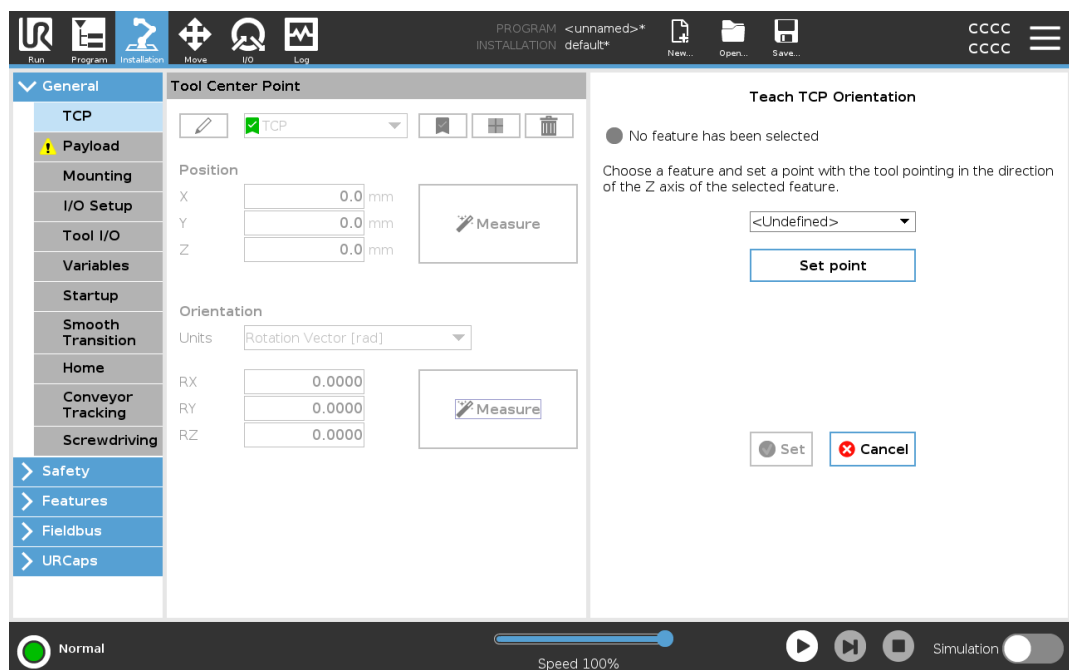 PROGRAM <unnamed>*
INSTALLATION default*
CCCC
CCCC
Run Program Installation Move I/O Log New... Open... Save...
General
TCP
Payload
Mounting
I/O Setup
Tool I/O
Variables
Startup
Smooth
Transition
Home
Conveyor
Tracking
Screwdriving
Safety
Features
Fieldbus
URCaps
Tool Center Point
TCP
Position
X 0.0 mm
Y 0.0 mm
Z 0.0 mm
Measure
Orientation
Units Rotation Vector [rad]
RX 0.0000
RY 0.0000
RZ 0.0000
Measure
Teach TCP Orientation
No feature has been selected
Choose a feature and set a point with the tool pointing in the direction
of the Z axis of the selected feature.
<Undefined>
Set point
Set Cancel
Normal
Speed 100%
Simulation